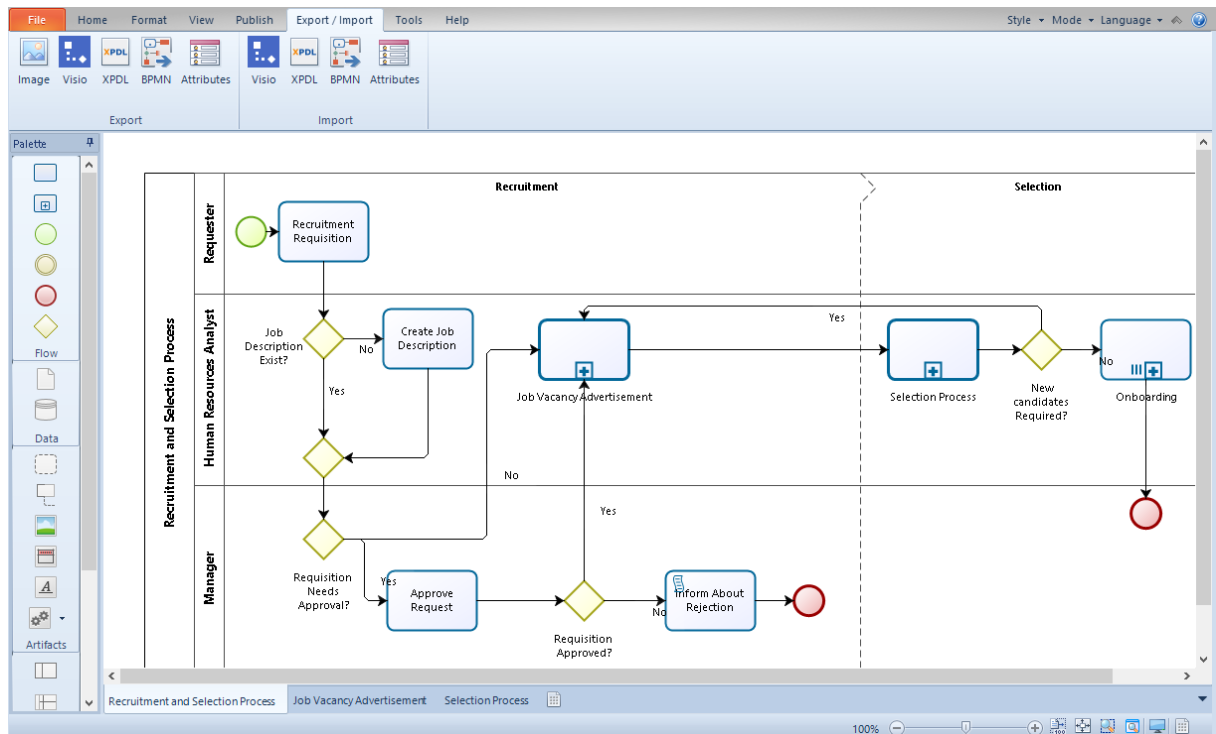 File Home Format View Publish Export / Import Tools Help Style Mode Language
XPDL XPDL
Image Visio XPDL BPMN Attributes Visio XPDL BPMN Attributes
Export Import
Palette
Flow
Data
A
Artifacts
Recruitment and Selection Process
Recruitment
Selection
Requester
Recruitment
Requisition
Human Resources Analyst
Job
Description
Exist?
No
Create Job
Description
Yes
Job Vacancy Advertisement
Yes
Selection Process
New
candidates
Required?
No
Onboarding
No
Yes
Manager
Requisition
Needs
Approval?
Yes
Approve
Request
Requisition
Approved?
No
Inform About
Rejection
Recruitment and Selection Process Job Vacancy Advertisement Selection Process
100%